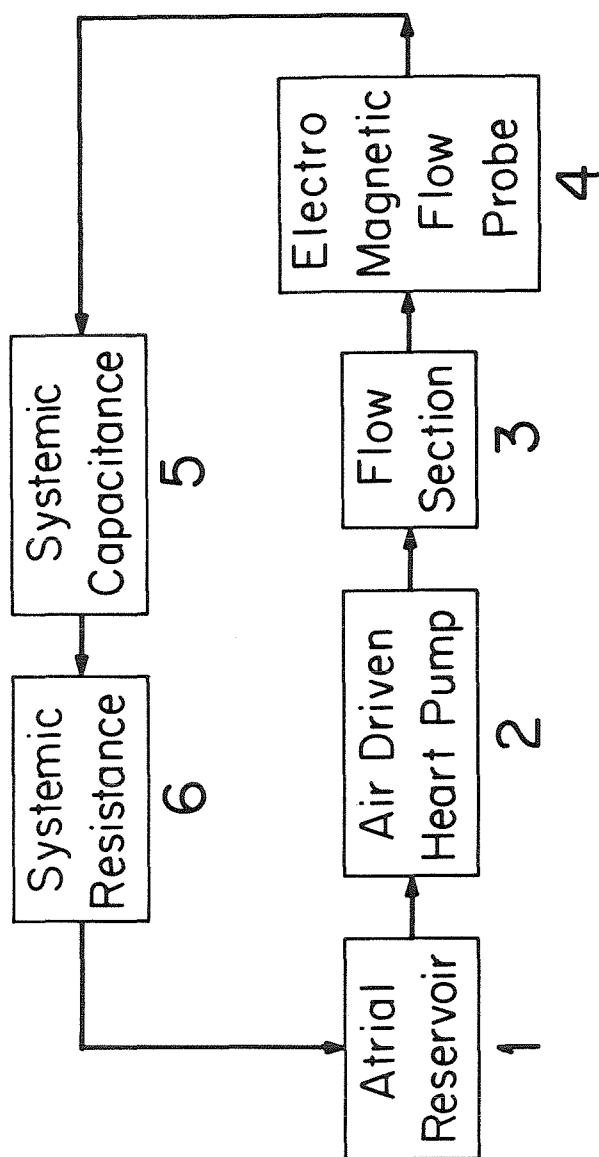 Systemic
Resistance
6
Systemic
Capacitance
5
Atrial
Reservoir
1
Air Driven
Heart Pump
2
Flow
Section
3
Electro
Magnetic
Flow
Probe
4